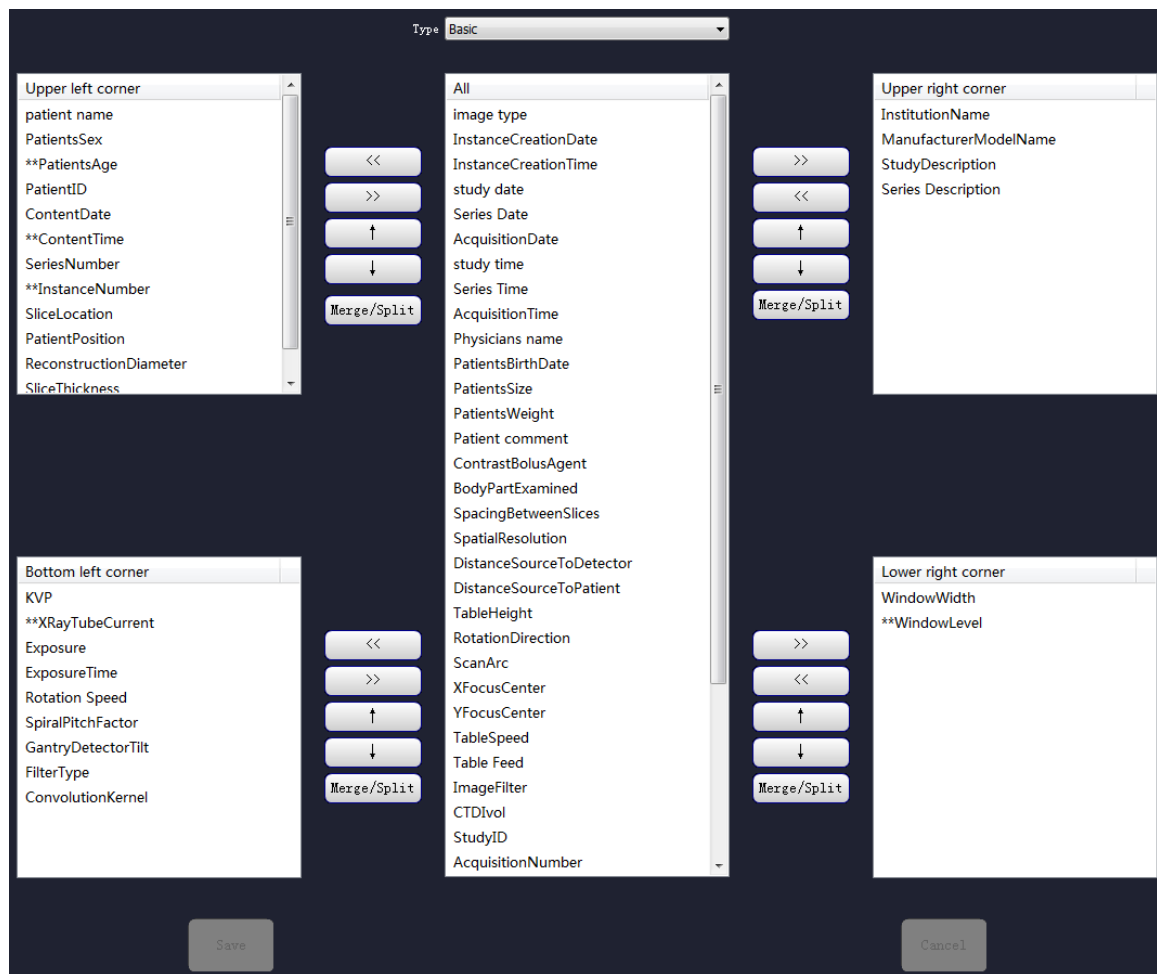 Type Basic
Upper left corner
patient name
PatientsSex
**PatientsAge
PatientID
ContentDate
**ContentTime
SeriesNumber
**InstanceNumber
SliceLocation
PatientPosition
ReconstructionDiameter
SliceThickness
<<
>>
↑
↓
Merge/Split
All
image type
InstanceCreationDate
InstanceCreationTime
study date
Series Date
AcquisitionDate
study time
Series Time
AcquisitionTime
Physicians name
PatientsBirthDate
PatientsSize
PatientsWeight
Patient comment
ContrastBolusAgent
BodyPartExamined
SpacingBetweenSlices
SpatialResolution
DistanceSourceToDetector
DistanceSourceToPatient
TableHeight
RotationDirection
ScanArc
XFocusCenter
YFocusCenter
TableSpeed
Table Feed
ImageFilter
CTDIvol
StudyID
AcquisitionNumber
>>
<<
↑
↓
Merge/Split
Upper right corner
InstitutionName
ManufacturerModelName
StudyDescription
Series Description
Bottom left corner
KVP
**XRayTubeCurrent
Exposure
ExposureTime
Rotation Speed
SpiralPitchFactor
GantryDetectorTilt
FilterType
ConvolutionKernel
<<
>>
↑
↓
Merge/Split
>>
<<
↑
↓
Merge/Split
Lower right corner
WindowWidth
**WindowLevel
Save
Cancel